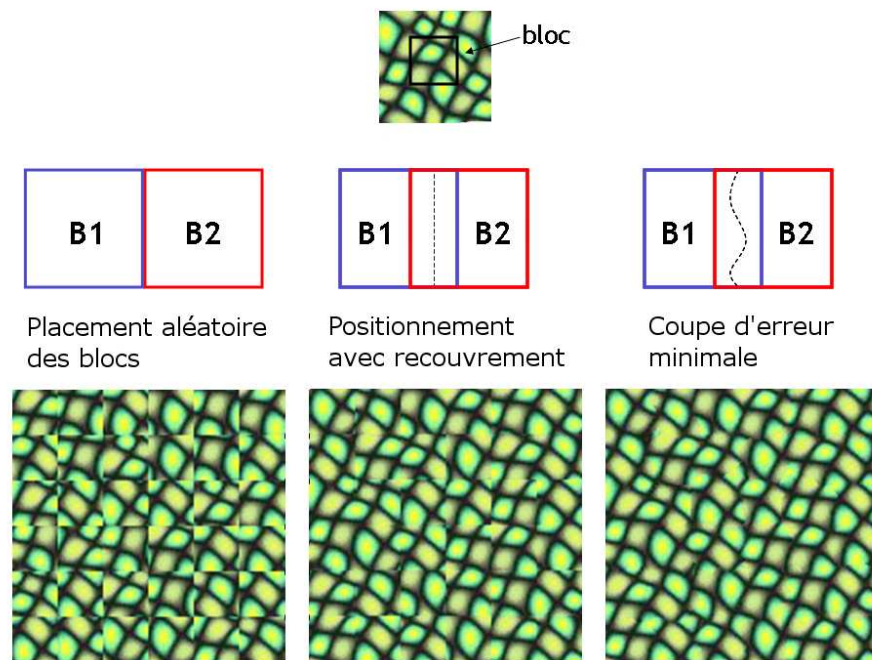 bloc
B1 B2
B1 B2
B1 B2
Placement aléatoire
des blocs
Positionnement
avec recouvrement
Coupe d'erreur
minimale